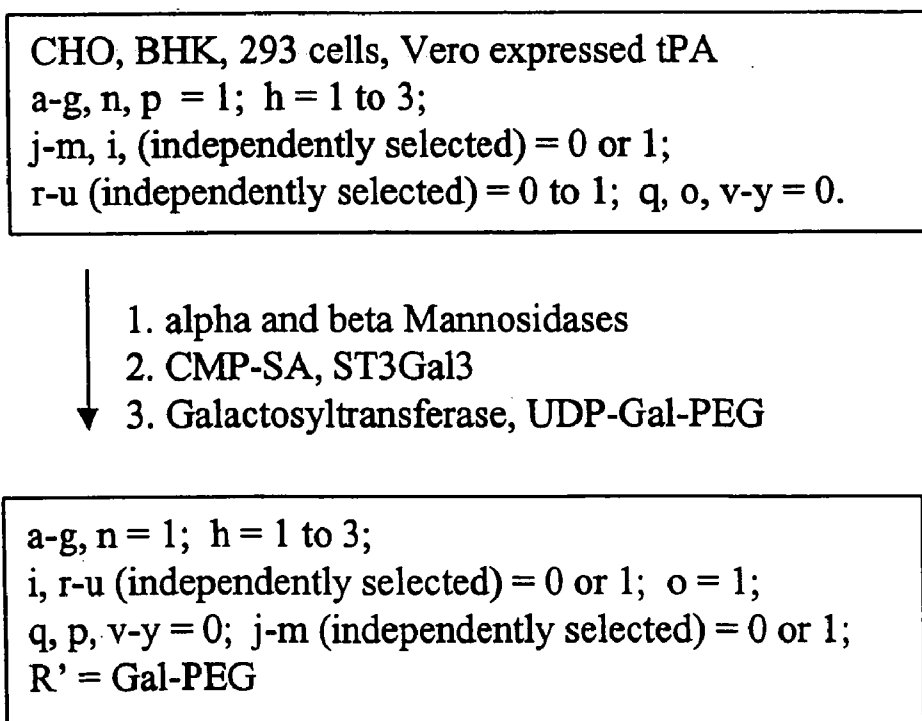 CHO, BHK, 293 cells, Vero expressed tPA
a-g, n, p = 1; h = 1 to 3;
j-m, i, (independently selected) = 0 or 1;
r-u (independently selected) = 0 to 1; q, o, v-y = 0.
1. alpha and beta Mannosidases
2. CMP-SA, ST3Gal3
3. Galactosyltransferase, UDP-Gal-PEG
a-g, n = 1; h = 1 to 3;
i, r-u (independently selected) = 0 or 1; o = 1;
q, p, v-y = 0; j-m (independently selected) = 0 or 1;
R' = Gal-PEG